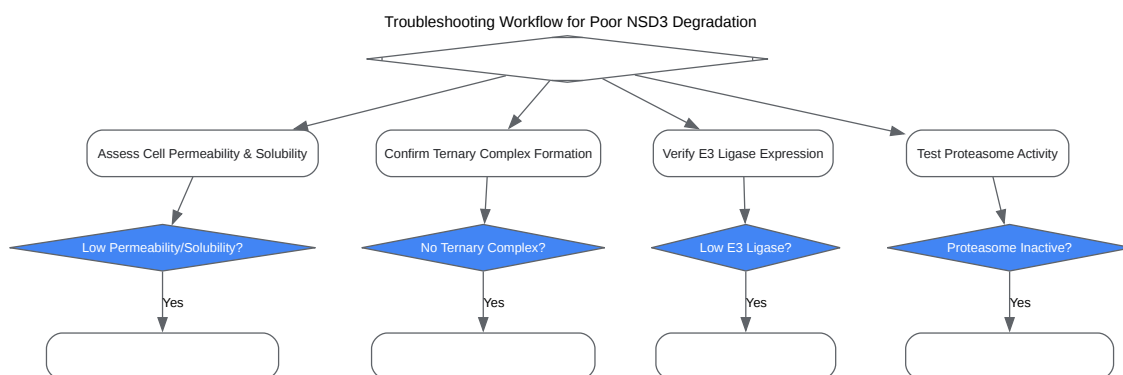 Troubleshooting Workflow for Poor NSD3 Degradation
Assess Cell Permeability & Solubility
Confirm Ternary Complex Formation
Verify E3 Ligase Expression
Test Proteasome Activity
Low Permeability/Solubility?
No Ternary Complex?
Low E3 Ligase?
Proteasome Inactive?
Yes
Yes
Yes
Yes